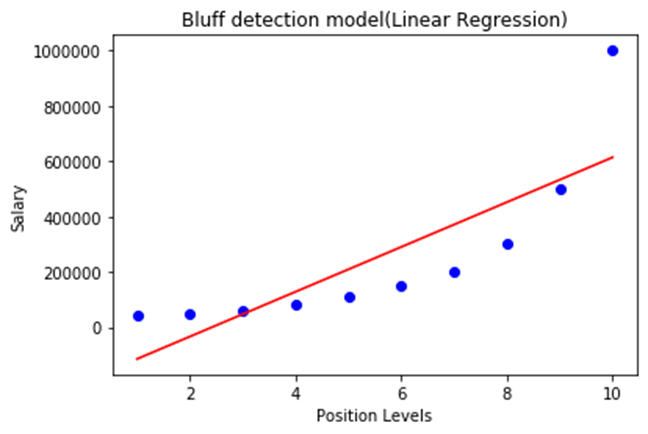 Bluff detection model(Linear Regression)
1000000
800000
600000
400000
200000
0
Salary
2 4 6 8 10
Position Levels